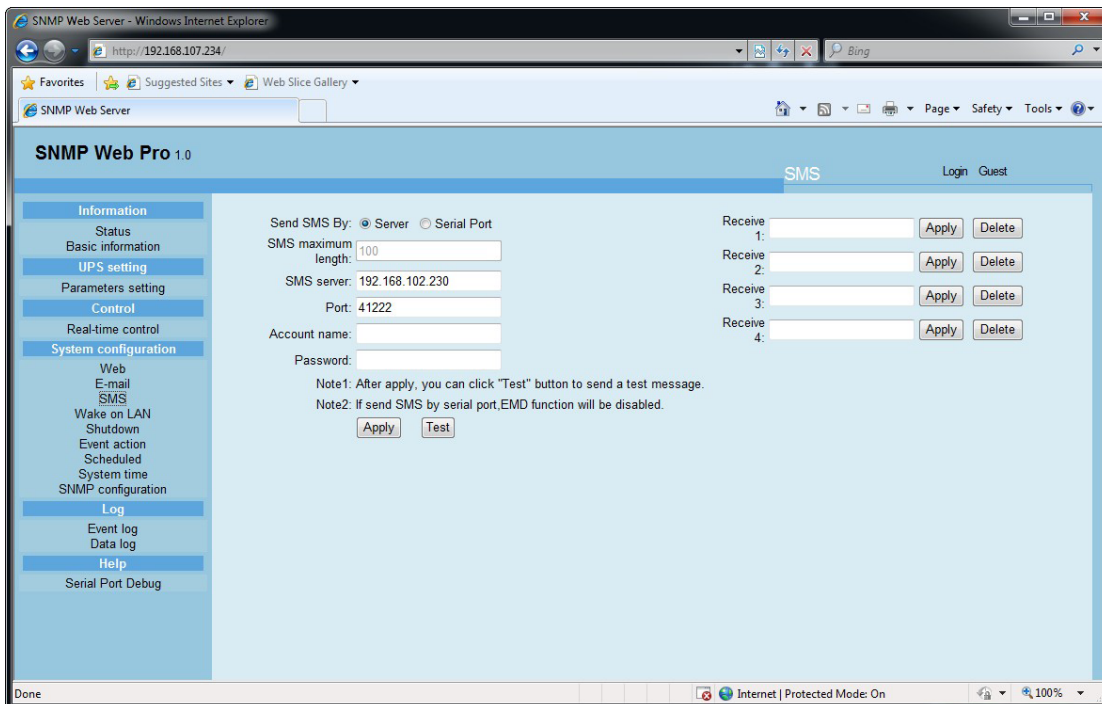 SNMP Web Server - Windows Internet Explorer
http://192.168.107.234/
Bing
Favorites Suggested Sites Web Slice Gallery
SNMP Web Server
Page Safety Tools
SNMP Web Pro 1.0
SMS
Login Guest
Information
Status
Basic information
UPS setting
Parameters setting
Control
Real-time control
System configuration
Web
E-mail
SMS
Wake on LAN
Shutdown
Event action
Scheduled
System time
SNMP configuration
Log
Event log
Data log
Help
Serial Port Debug
Send SMS By: Server Serial Port
SMS maximum
length: 100
SMS server: 192.168.102.230
Port: 41222
Account name:
Password:
Note1: After apply, you can click "Test" button to send a test message.
Note2: If send SMS by serial port,EMD function will be disabled.
Apply Test
Receive
1: Apply Delete
Receive
2: Apply Delete
Receive
3: Apply Delete
Receive
4: Apply Delete
Done
Internet | Protected Mode: On
100%